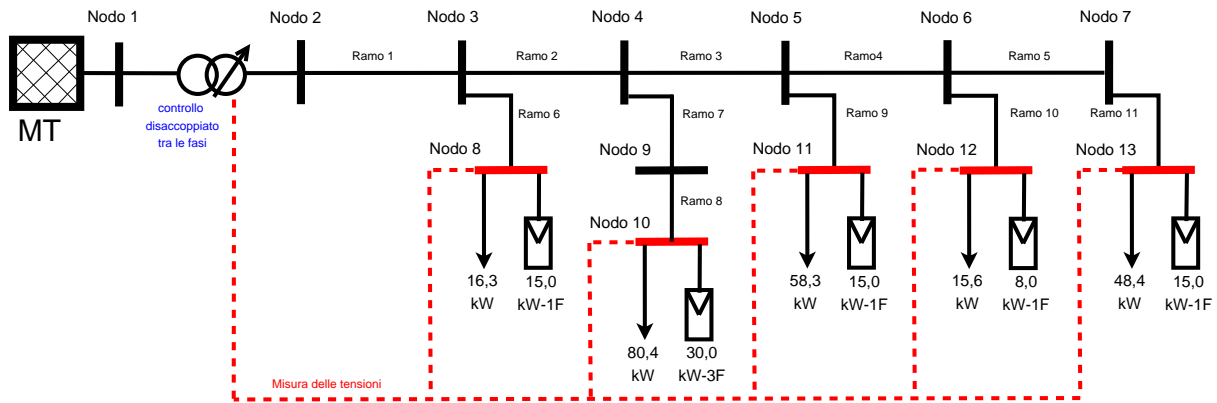 Nodo 1
Nodo 2
Nodo 3
Nodo 4
Nodo 5
Nodo 6
Nodo 7
Ramo 1
Ramo 2
Ramo 3
Ramo4
Ramo 5
MT
controllo
disaccoppiato
tra le fasi
Ramo 6
Ramo 7
Ramo 9
Ramo 10
Ramo 11
Nodo 8
Nodo 9
Nodo 11
Nodo 12
Nodo 13
Ramo 8
Nodo 10
16,3
kW
15,0
kW-1F
80,4
kW
30,0
kW-3F
58,3
kW
15,0
kW-1F
15,6
kW
8,0
kW-1F
48,4
kW
15,0
kW-1F
Misura delle tensioni